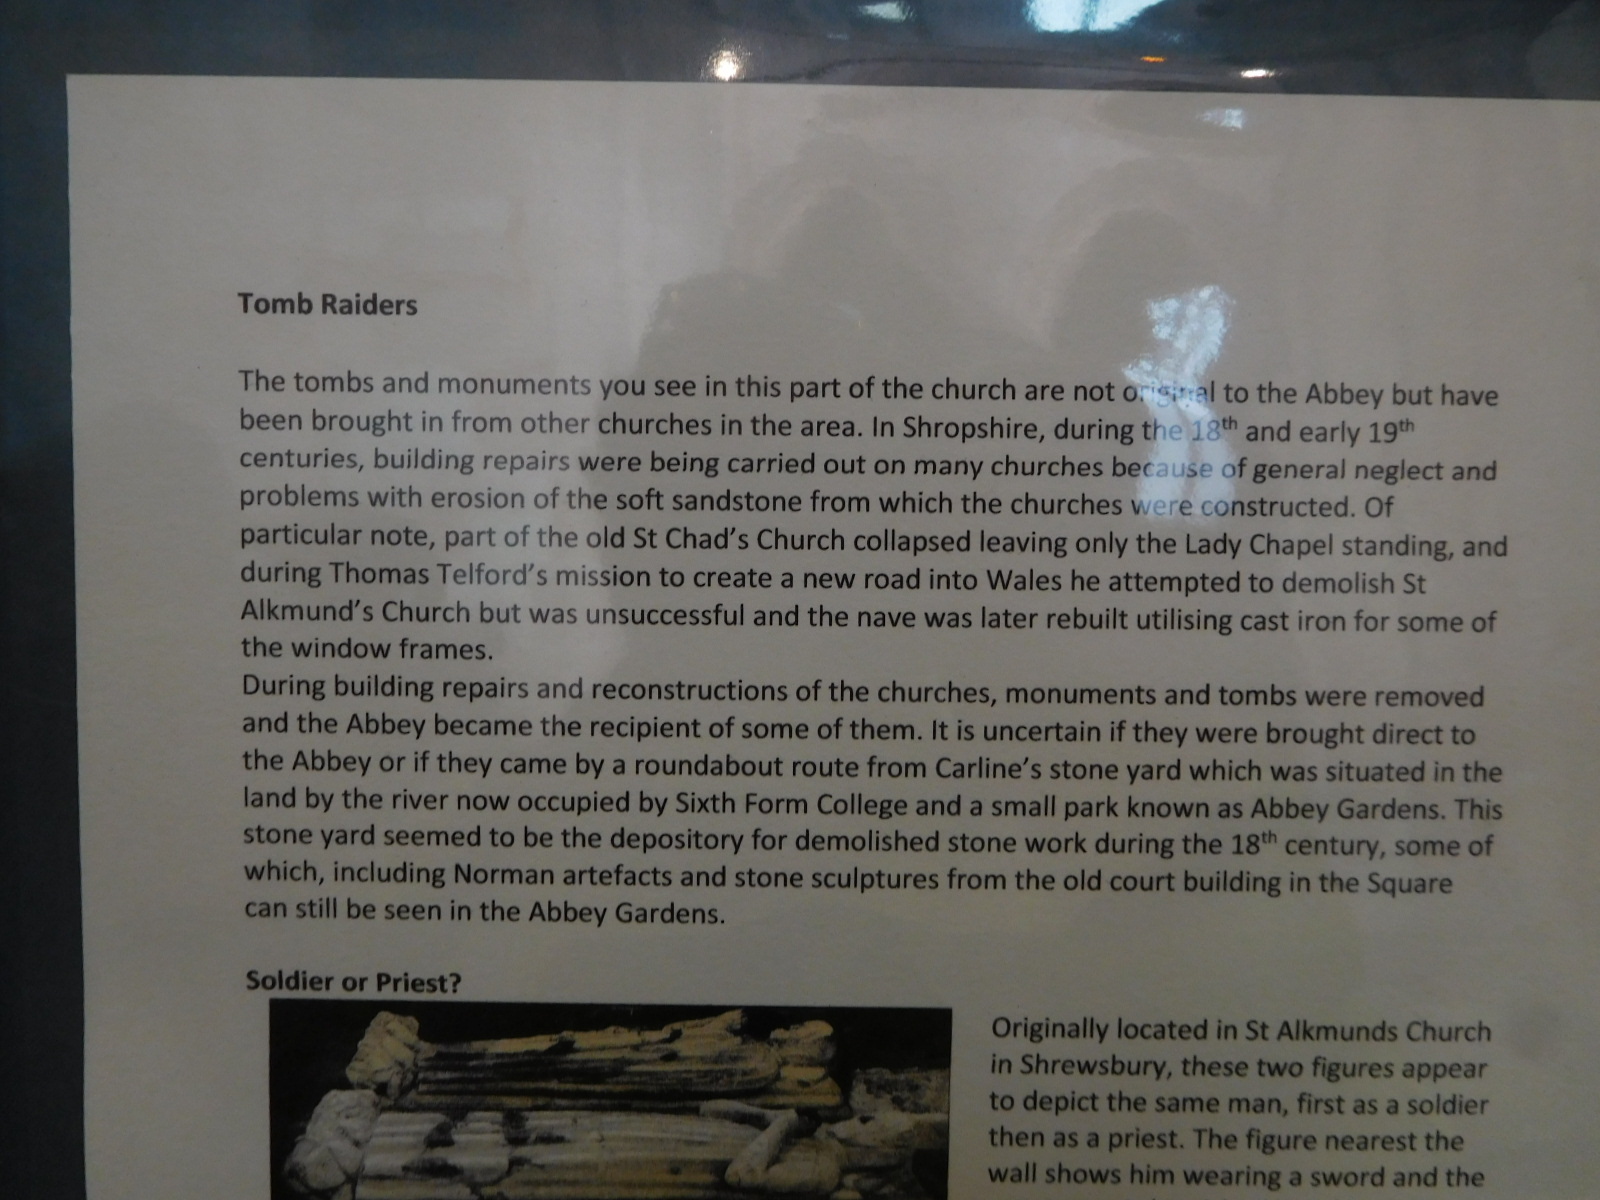 Tomb Raiders
The tombs and monuments you see in this part of the church are not original to the Abbey but have
been brought in from other churches in the area. In Shropshire, during the 18th and early 19th
centuries, building repairs were being carried out on many churches because of general neglect and
problems with erosion of the soft sandstone from which the churches were constructed. Of
particular note, part of the old St Chad's Church collapsed leaving only the Lady Chapel standing, and
during Thomas Telford's mission to create a new road into Wales he attempted to demolish St
Alkmund's Church but was unsuccessful and the nave was later rebuilt utilising cast iron for some of
the window frames.
During building repairs and reconstructions of the churches, monuments and tombs were removed
and the Abbey became the recipient of some of them. It is uncertain if they were brought direct to
the Abbey or if they came by a roundabout route from Carline's stone yard which was situated in the
land by the river now occupied by Sixth Form College and a small park known as Abbey Gardens. This
stone yard seemed to be the depository for demolished stone work during the 18th century, some of
which, including Norman artefacts and stone sculptures from the old court building in the Square
can still be seen in the Abbey Gardens.
Soldier or Priest?
Originally located in St Alkmunds Church
in Shrewsbury, these two figures appear
to depict the same man, first as a soldier
then as a priest. The figure nearest the
wall shows him wearing a sword and the